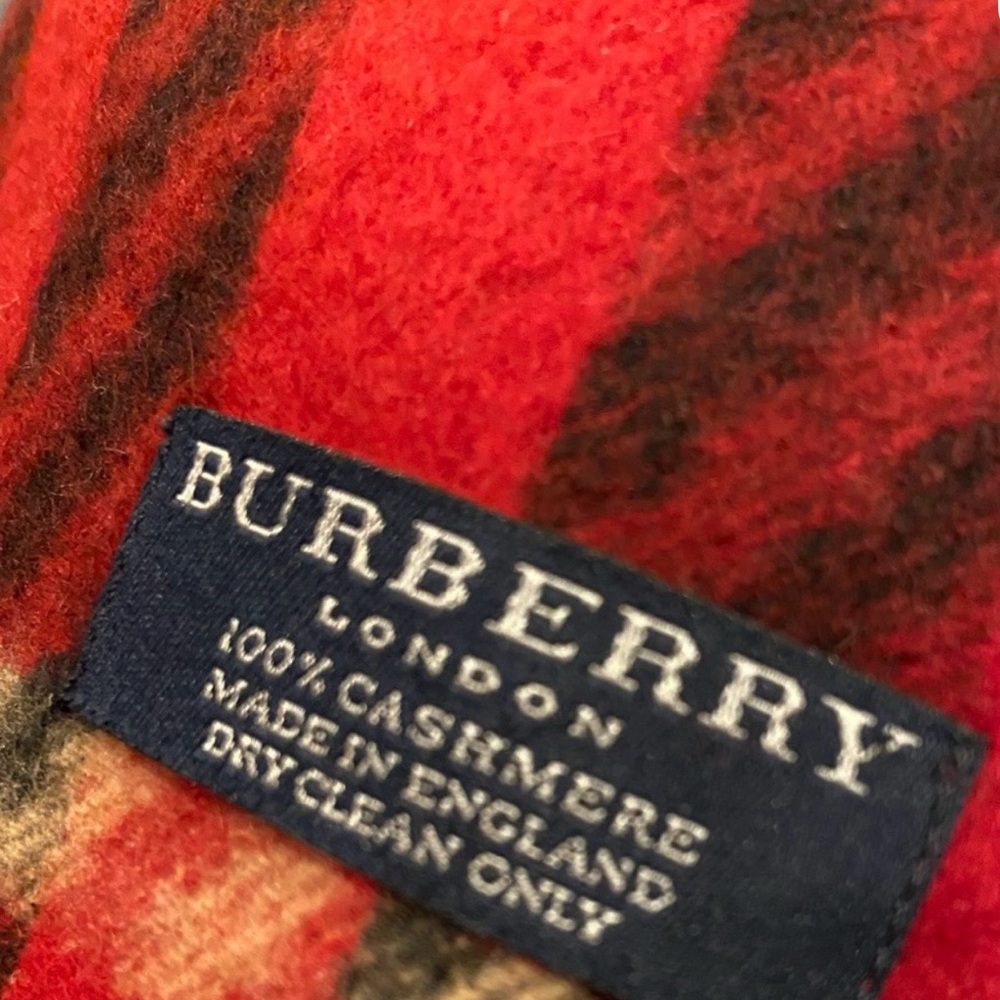 BURBERRY
LONDON
100% CASHMERE
MADE IN ENGLAND
DRY CLEAN ONLY